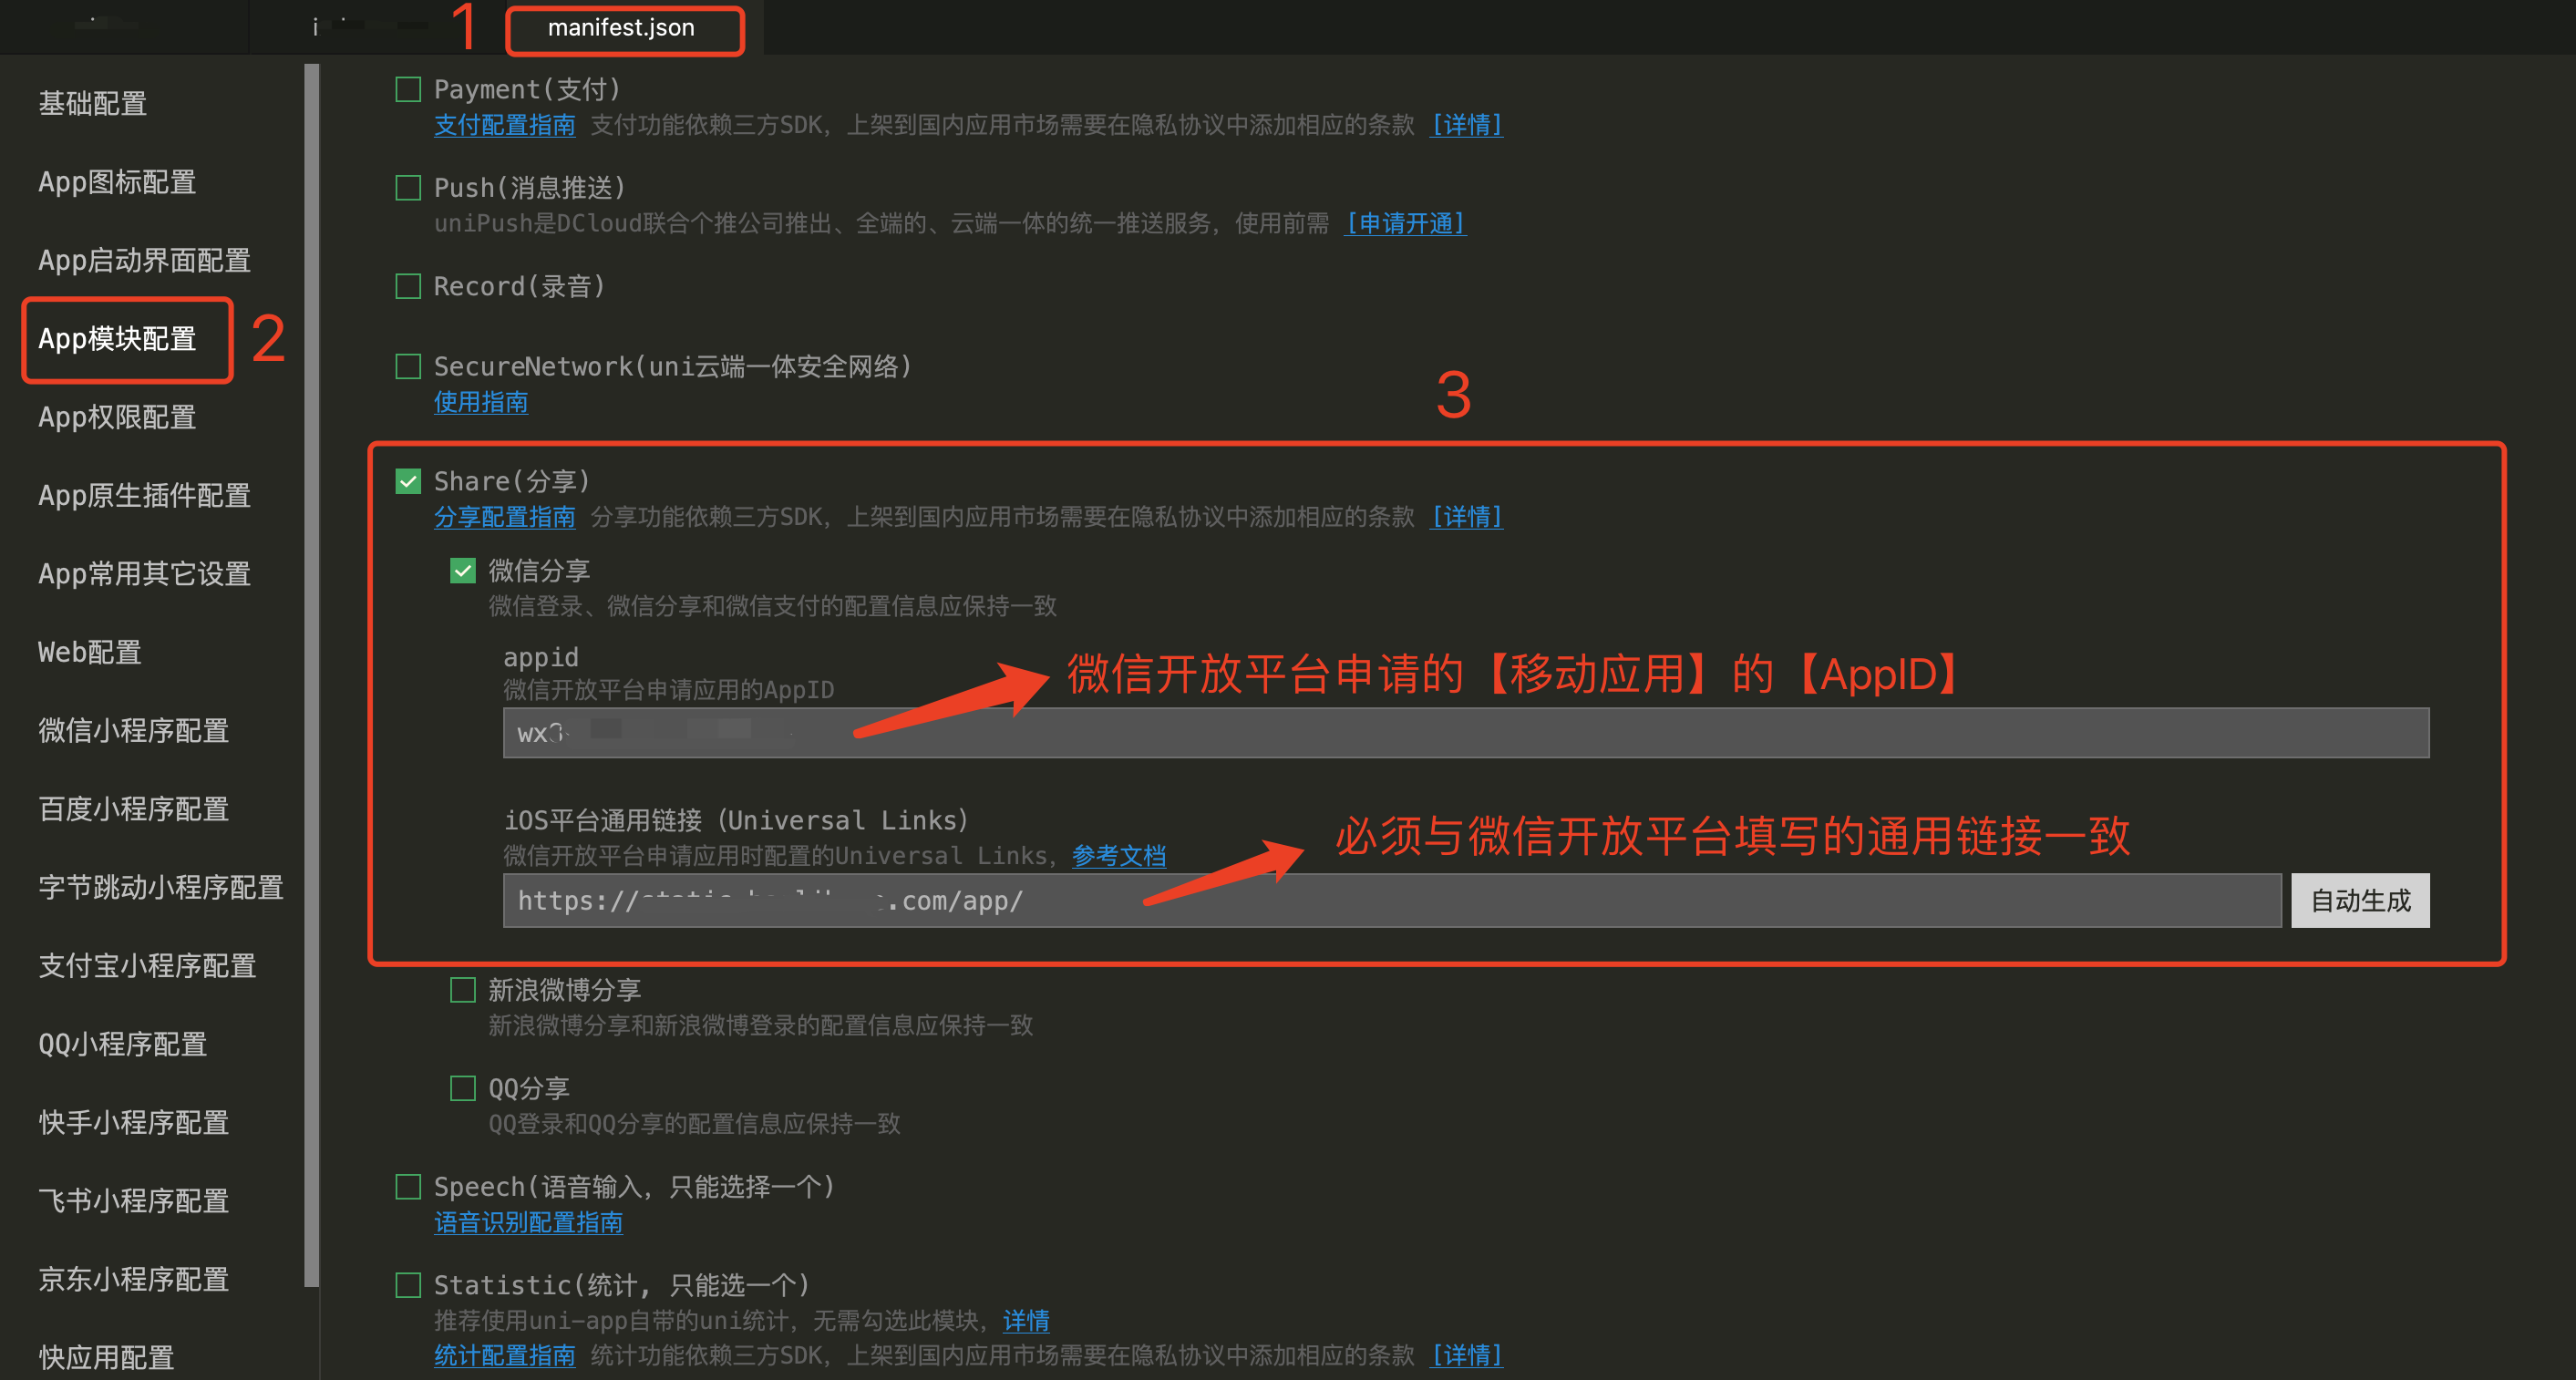 1
manifest.json
基础配置
App图标配置
App启动界面配置
App模块配置
2
App权限配置
App原生插件配置
App常用其它设置
Web配置
微信小程序配置
百度小程序配置
字节跳动小程序配置
支付宝小程序配置
QQ小程序配置
快手小程序配置
飞书小程序配置
京东小程序配置
快应用配置
Payment(支付)
支付配置指南 支付功能依赖三方SDK，上架到国内应用市场需要在隐私协议中添加相应的条款 [详情]
Push(消息推送)
uniPush是DCloud联合个推公司推出、全端的、云端一体的统一推送服务，使用前需 [申请开通]
Record(录音)
SecureNetwork(uni云端一体安全网络)
使用指南
3
Share(分享)
分享配置指南 分享功能依赖三方SDK，上架到国内应用市场需要在隐私协议中添加相应的条款 [详情]
微信分享
微信登录、微信分享和微信支付的配置信息应保持一致
appid
微信开放平台申请应用的AppID
微信开放平台申请的【移动应用】的【AppID】
wx3
iOS平台通用链接（Universal Links）
微信开放平台申请应用时配置的Universal Links，参考文档
必须与微信开放平台填写的通用链接一致
https:// .com/app/
自动生成
新浪微博分享
新浪微博分享和新浪微博登录的配置信息应保持一致
QQ分享
QQ登录和QQ分享的配置信息应保持一致
Speech(语音输入，只能选择一个)
语音识别配置指南
Statistic(统计, 只能选一个)
推荐使用uni-app自带的uni统计，无需勾选此模块，详情
统计配置指南 统计功能依赖三方SDK，上架到国内应用市场需要在隐私协议中添加相应的条款 [详情]